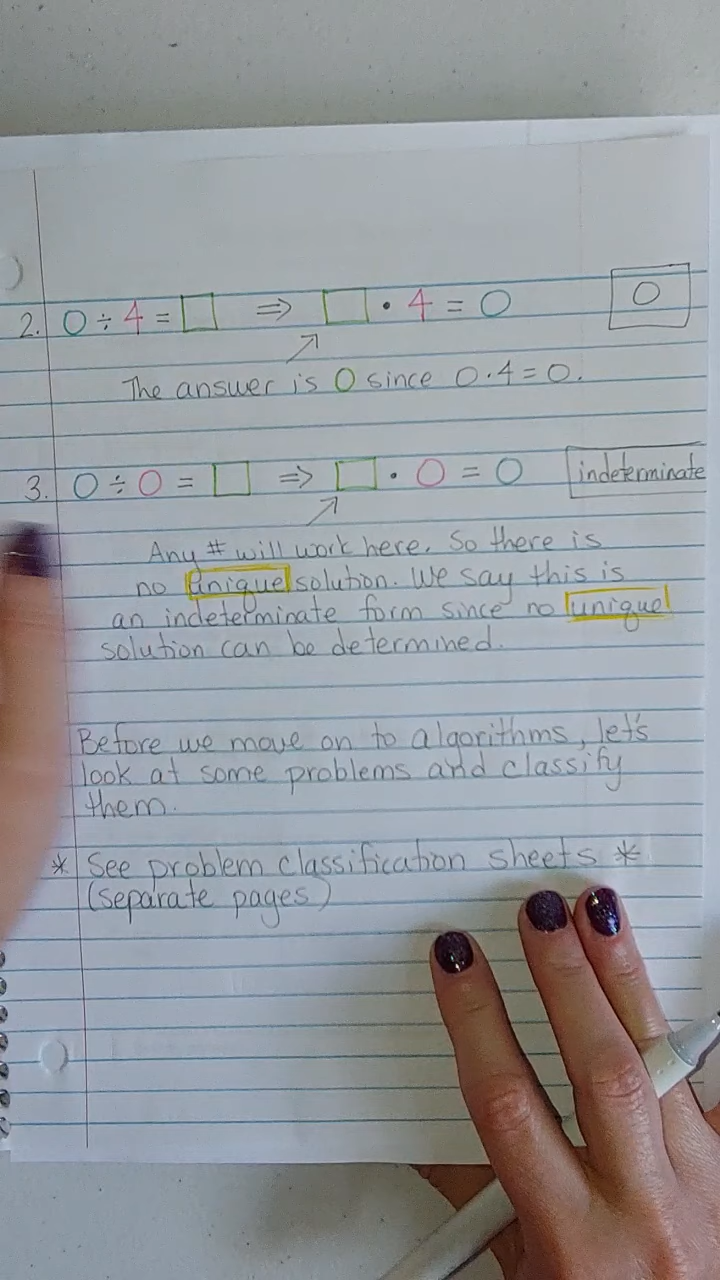 2. 0 ÷ 4 = □ ⇒ □ · 4 = 0 0
The answer is 0 since 0·4=0.
3. 0 ÷ 0 = □ ⇒ □ · 0 = 0 indeterminate
Any # will work here. So there is
no unique solution. We say this is
an indeterminate form since no unique
solution can be determined.
Before we move on to algorithms, let's
look at some problems and classify
them.
* See problem classification sheets *
(separate pages)